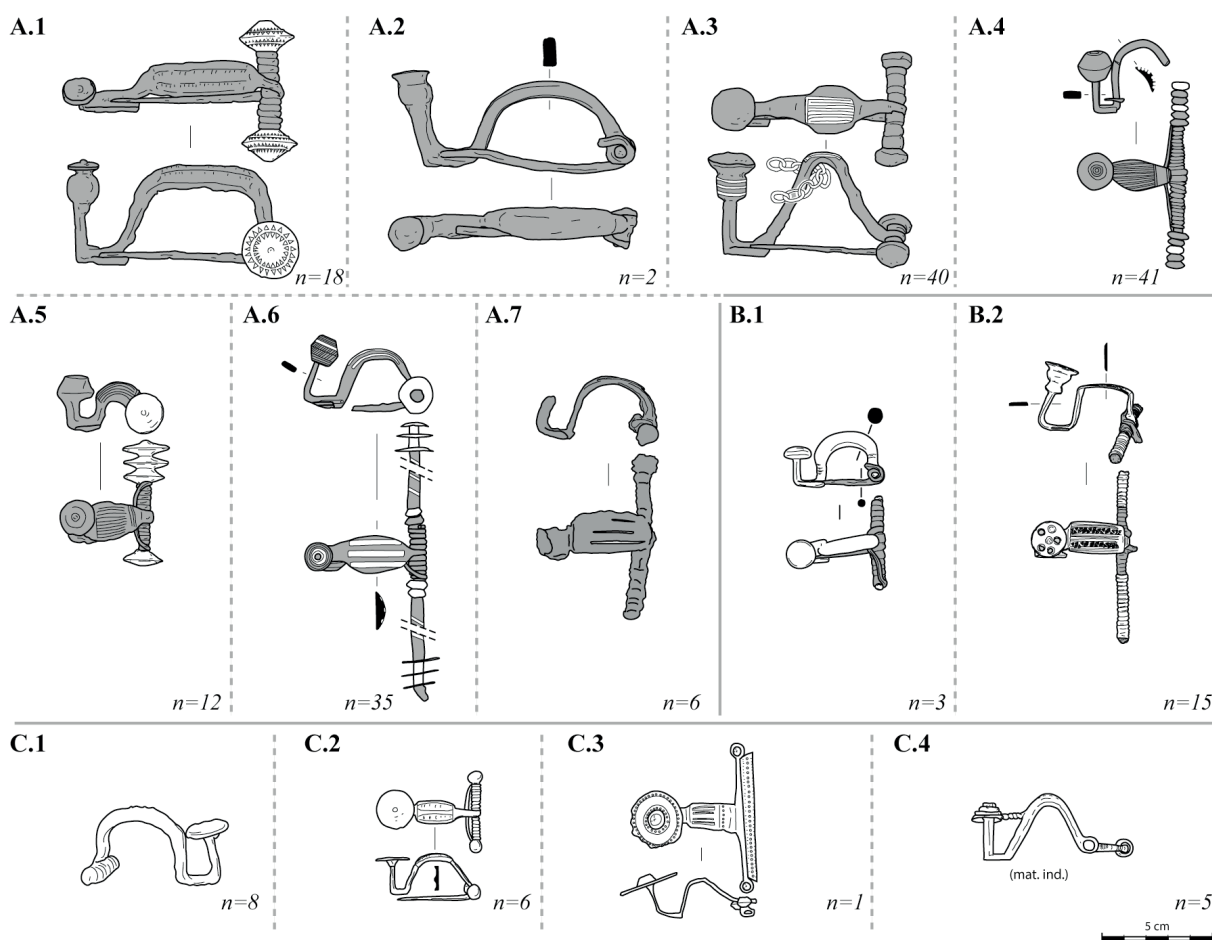 A.1
n=18
A.2
n=2
A.3
n=40
A.4
n=41
A.5
n=12
A.6
n=35
A.7
n=6
B.1
n=3
B.2
n=15
C.1
n=8
C.2
n=6
C.3
n=1
C.4
(mat. ind.)
n=5
5 cm